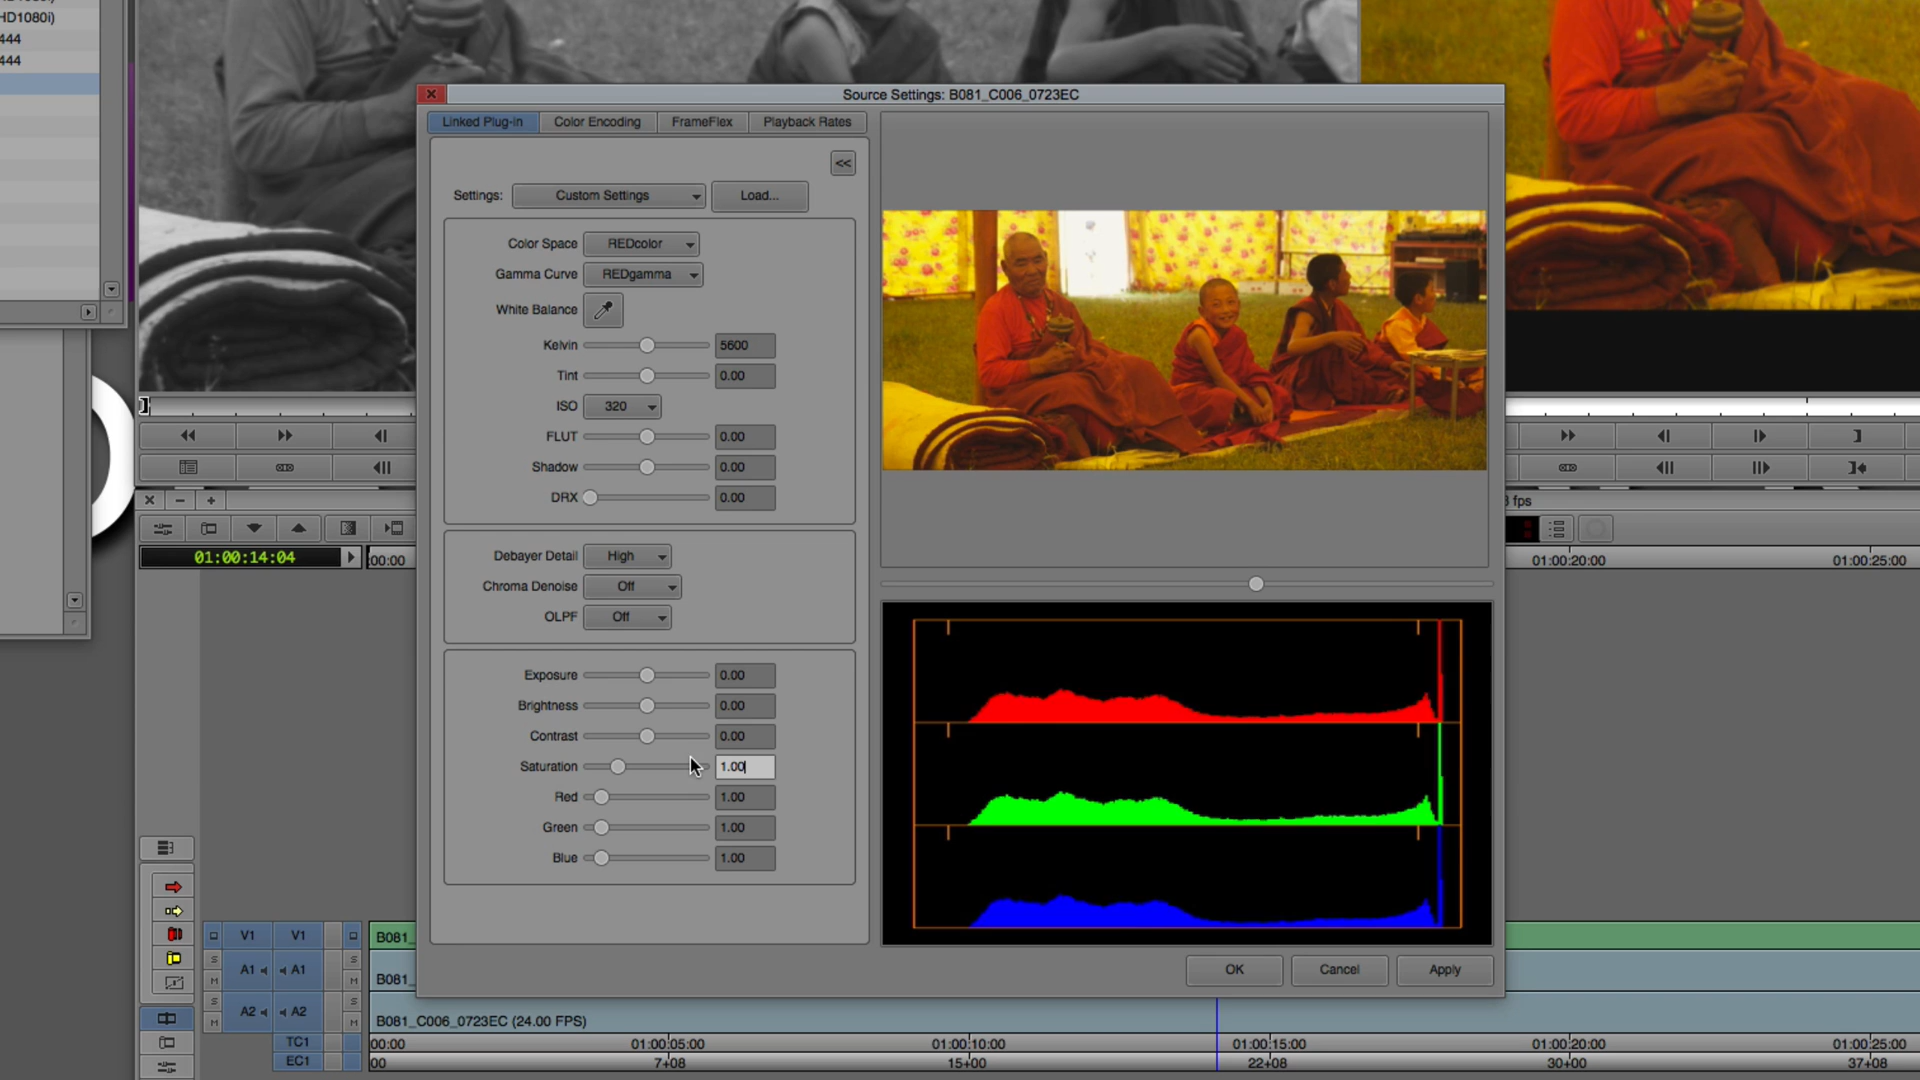 HD1080i)
444
444
Source Settings: B081_C006_0723EC
Linked Plug-in
Color Encoding
FrameFlex
Playback Rates
<<
Settings:
Custom Settings
Load...
Color Space
REDcolor
Gamma Curve
REDgamma
White Balance
Kelvin
5600
Tint
0.00
ISO
320
FLUT
0.00
Shadow
0.00
DRX
0.00
Debayer Detail
High
Chroma Denoise
Off
OLPF
Off
Exposure
0.00
Brightness
0.00
Contrast
0.00
Saturation
1.00
Red
1.00
Green
1.00
Blue
1.00
OK
Cancel
Apply
fps
01:00:14:04
:00:00
01:00:20:00
01:00:25:00
V1
V1
B081_
S
S
A1
A1
M
M
B081_
S
S
A2
A2
M
M
B081_C006_0723EC (24.00 FPS)
TC1
00:00
01:00:05:00
01:00:10:00
01:00:15:00
01:00:20:00
01:00:25:00
EC1
00
7+08
15+00
22+08
30+00
37+08